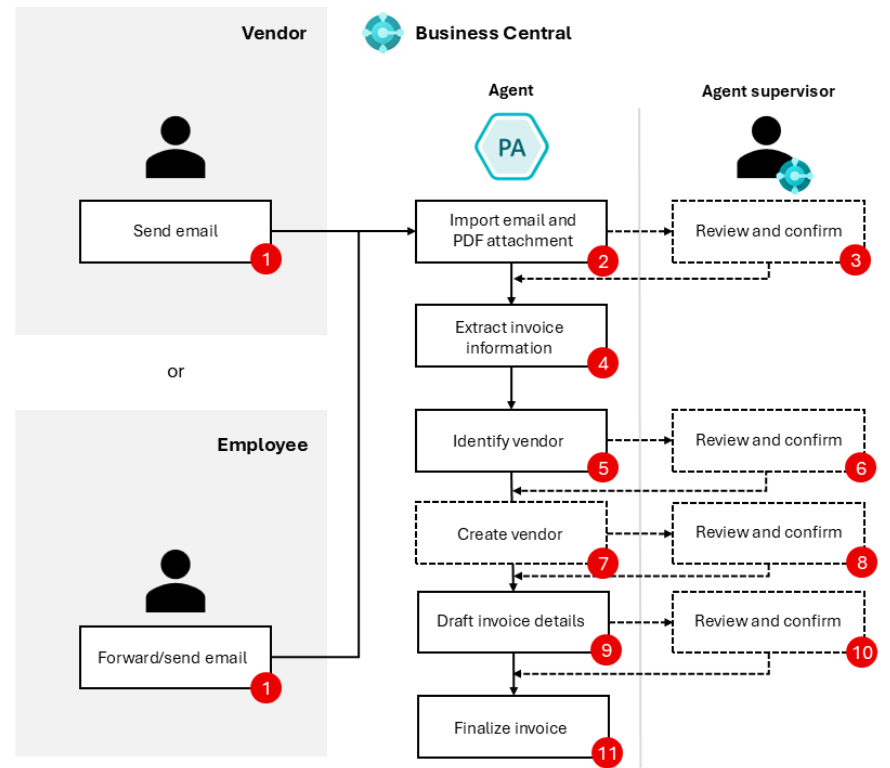 Vendor
Business Central
Agent
Agent supervisor
PA
Send email
1
Import email and
PDF attachment
2
Review and confirm
3
Extract invoice
information
4
or
Employee
Identify vendor
5
Review and confirm
6
Create vendor
7
Review and confirm
8
Forward/send email
1
Draft invoice details
9
Review and confirm
10
Finalize invoice
11